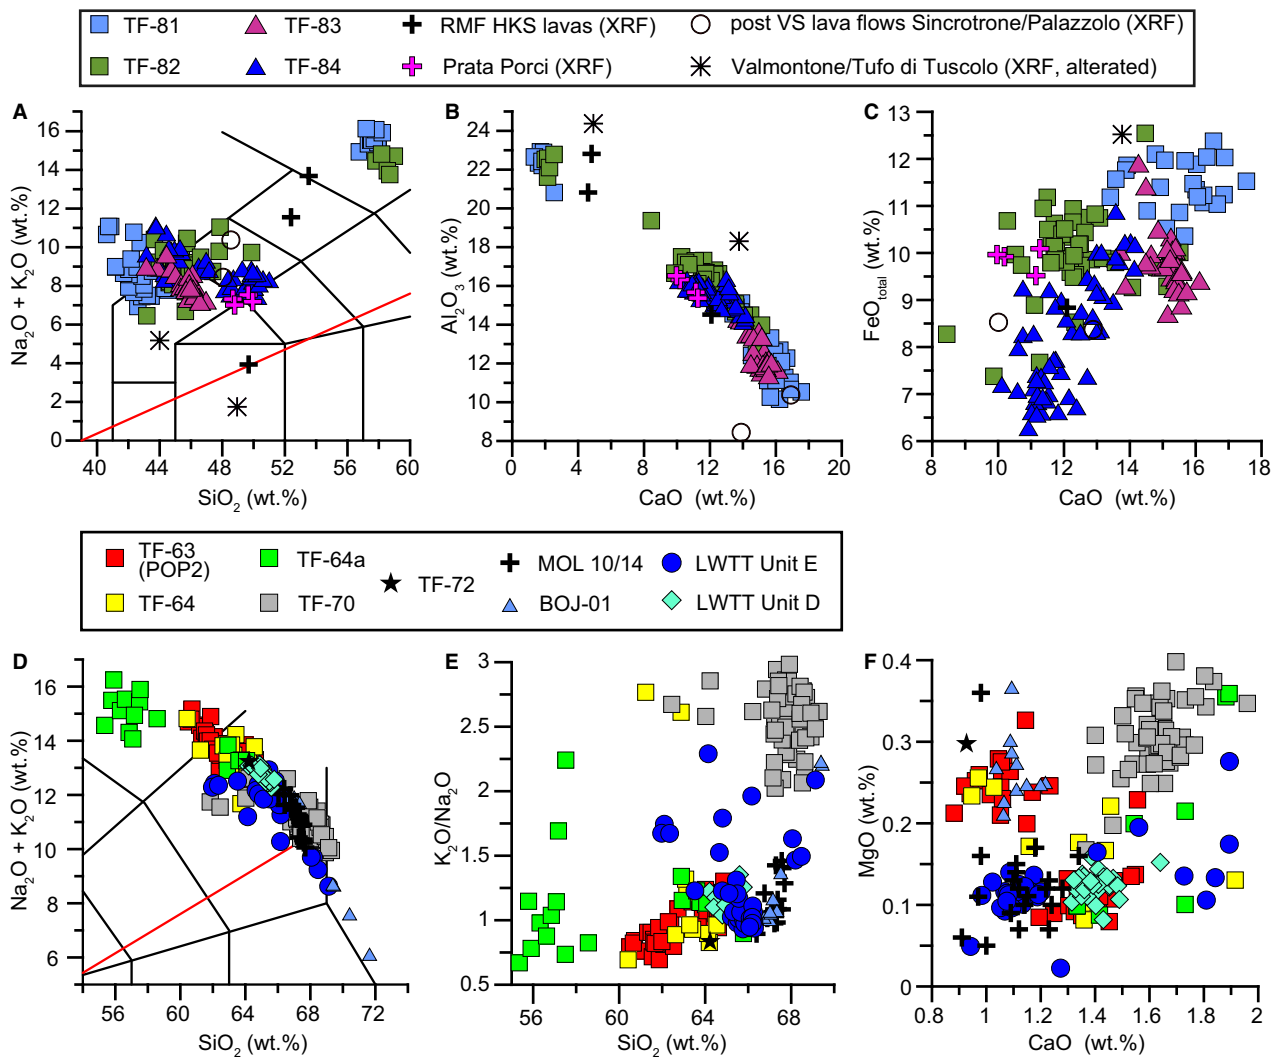 TF-81 TF-83 RMF HKS lavas (XRF) post VS lava flows Sincrotrone/Palazzolo (XRF)
TF-82 TF-84 Prata Porci (XRF) Valmontone/Tufo di Tuscolo (XRF, alterated)
A
Na₂O + K₂O (wt.%)
16
14
12
10
8
6
4
2
0
40 44 48 52 56 60
SiO₂ (wt.%)
B
Al₂O₃ (wt.%)
24
22
20
18
16
14
12
10
8
0 4 8 12 16 20
CaO (wt.%)
C
FeO total (wt.%)
13
12
11
10
9
8
7
6
8 10 12 14 16 18
CaO (wt.%)
TF-63 (POP2) TF-64a TF-72 MOL 10/14 LWTT Unit E
TF-64 TF-70 BOJ-01 LWTT Unit D
D
Na₂O + K₂O (wt.%)
16
14
12
10
8
6
56 60 64 68 72
SiO₂ (wt.%)
E
K₂O/Na₂O
3
2.5
2
1.5
1
0.5
56 60 64 68
SiO₂ (wt.%)
F
MgO (wt.%)
0.4
0.3
0.2
0.1
0
0.8 1 1.2 1.4 1.6 1.8 2
CaO (wt.%)